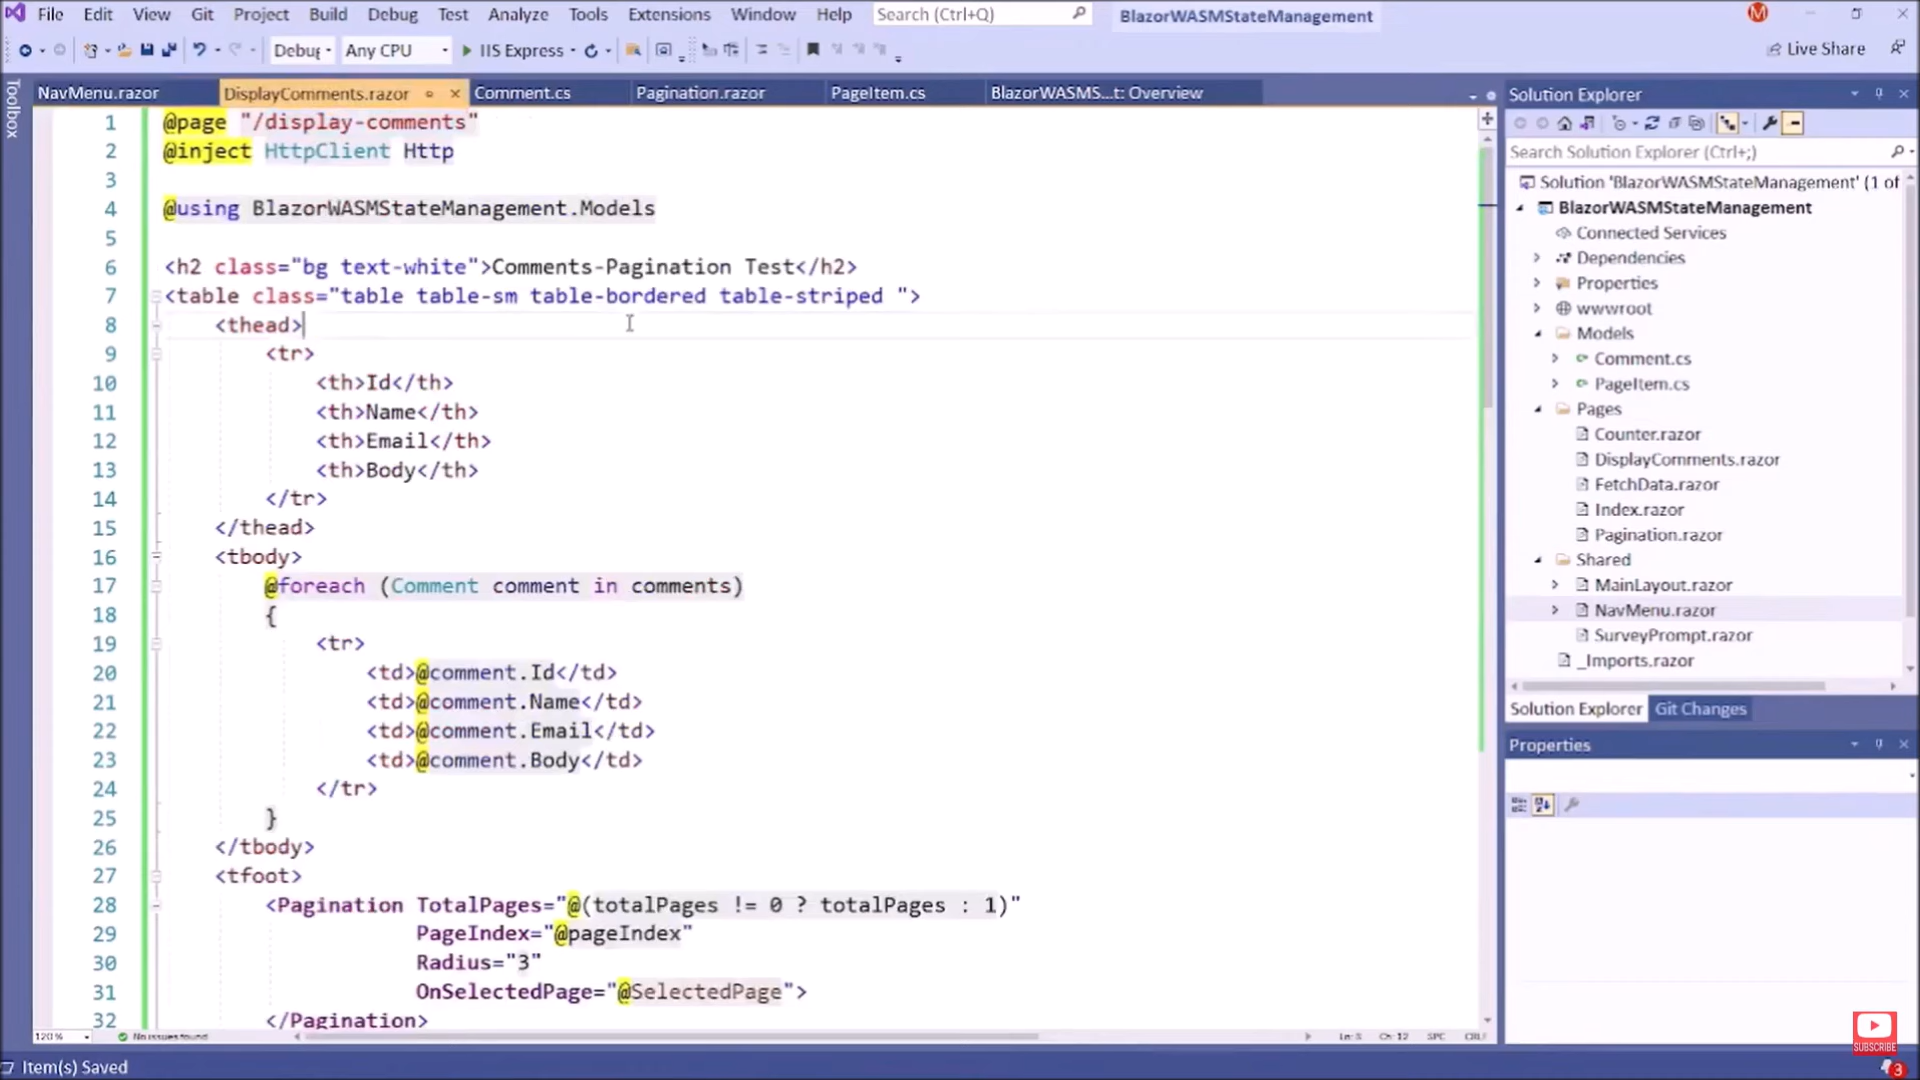 File Edit View Git Project Build Debug Test Analyze Tools Extensions Window Help Search (Ctrl+Q) BlazorWASMStateManagement M
Debug Any CPU IIS Express Live Share
Toolbox
NavMenu.razor DisplayComments.razor Comment.cs Pagination.razor PageItem.cs BlazorWASMS...t: Overview
1 @page "/display-comments"
2 @inject HttpClient Http
3
4 @using BlazorWASMStateManagement.Models
5
6 <h2 class="bg text-white">Comments-Pagination Test</h2>
7 <table class="table table-sm table-bordered table-striped ">
8 <thead>
9 <tr>
10 <th>Id</th>
11 <th>Name</th>
12 <th>Email</th>
13 <th>Body</th>
14 </tr>
15 </thead>
16 <tbody>
17 @foreach (Comment comment in comments)
18 {
19 <tr>
20 <td>@comment.Id</td>
21 <td>@comment.Name</td>
22 <td>@comment.Email</td>
23 <td>@comment.Body</td>
24 </tr>
25 }
26 </tbody>
27 <tfoot>
28 <Pagination TotalPages="@(totalPages != 0 ? totalPages : 1)"
29 PageIndex="@pageIndex"
30 Radius="3"
31 OnSelectedPage="@SelectedPage">
32 </Pagination>
120 % No issues found Ch: 12 SPC CRLF
Item(s) Saved
Solution Explorer
Search Solution Explorer (Ctrl+;)
Solution 'BlazorWASMStateManagement' (1 of
BlazorWASMStateManagement
Connected Services
Dependencies
Properties
wwwroot
Models
Comment.cs
PageItem.cs
Pages
Counter.razor
DisplayComments.razor
FetchData.razor
Index.razor
Pagination.razor
Shared
MainLayout.razor
NavMenu.razor
SurveyPrompt.razor
_Imports.razor
Solution Explorer Git Changes
Properties
SUBSCRIBE
3